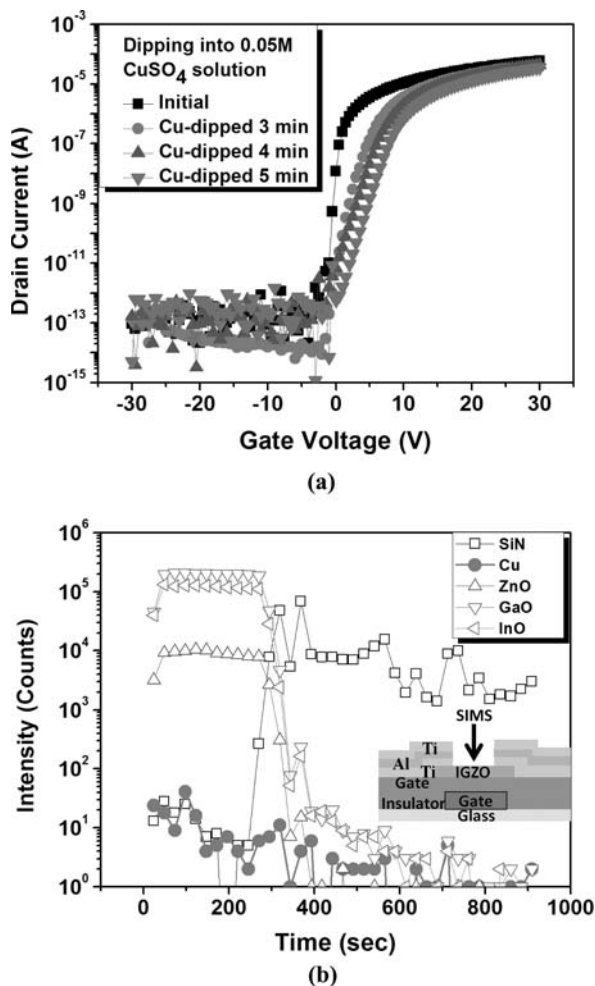 Dipping into 0.05M
CuSO4 solution
Initial
Cu-dipped 3 min
Cu-dipped 4 min
Cu-dipped 5 min
Drain Current (A)
10-3
10-5
10-7
10-9
10-11
10-13
10-15
-30 -20 -10 0 10 20 30
Gate Voltage (V)
(a)
Intensity (Counts)
10^6
10^5
10^4
10^3
10^2
10^1
10^0
SiN
Cu
ZnO
GaO
InO
SIMS
Ti
Al
Ti IGZO
Gate
Insulator Gate
Glass
0 200 400 600 800 1000
Time (sec)
(b)